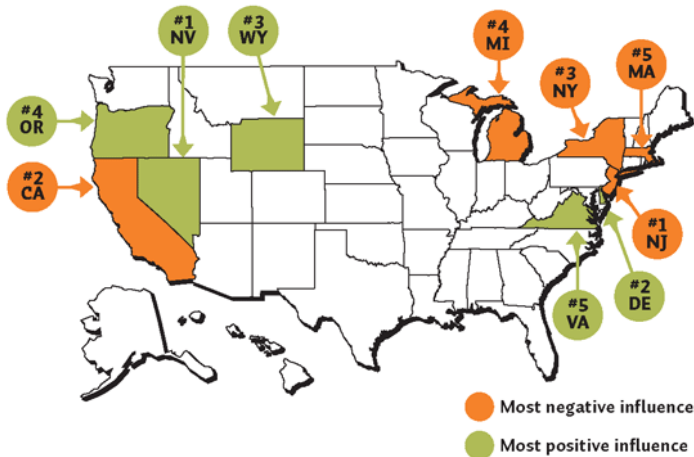 #1
NV
#3
WY
#4
MI
#3
NY
#5
MA
#4
OR
#2
CA
#1
NJ
#2
DE
#5
VA
Most negative influence
Most positive influence